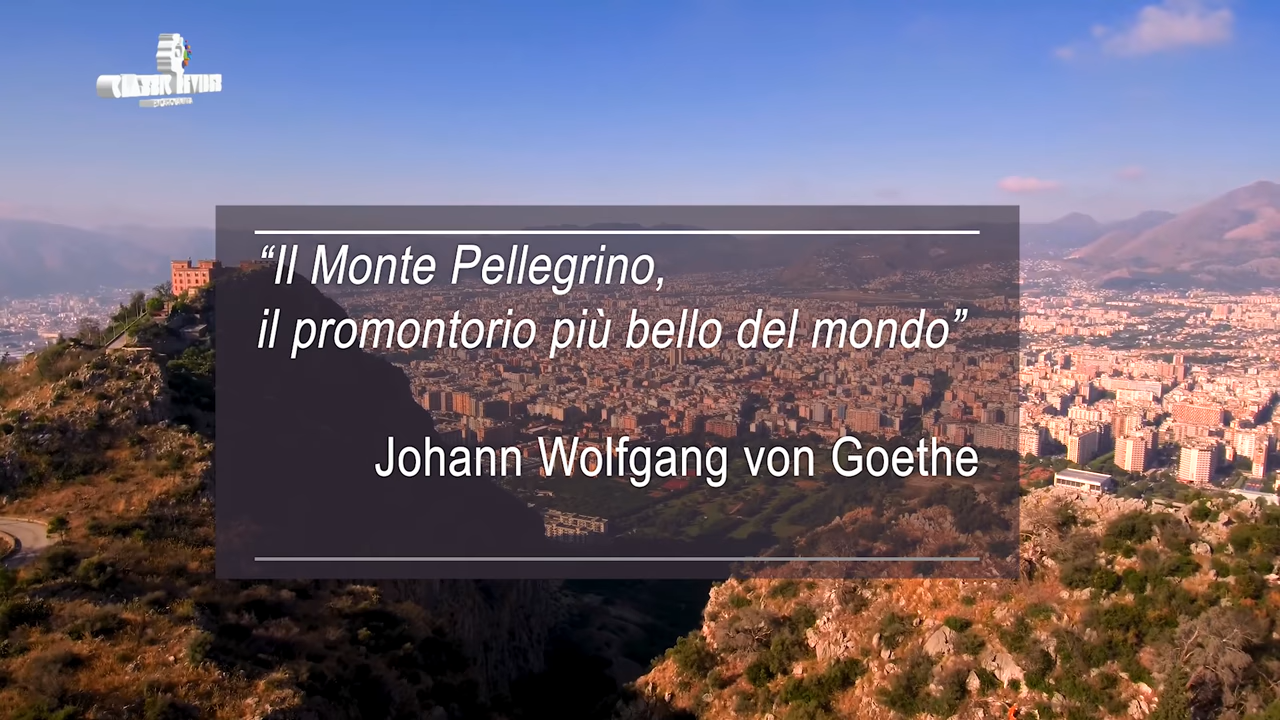 “Il Monte Pellegrino,
il promontorio più bello del mondo”
Johann Wolfgang von Goethe